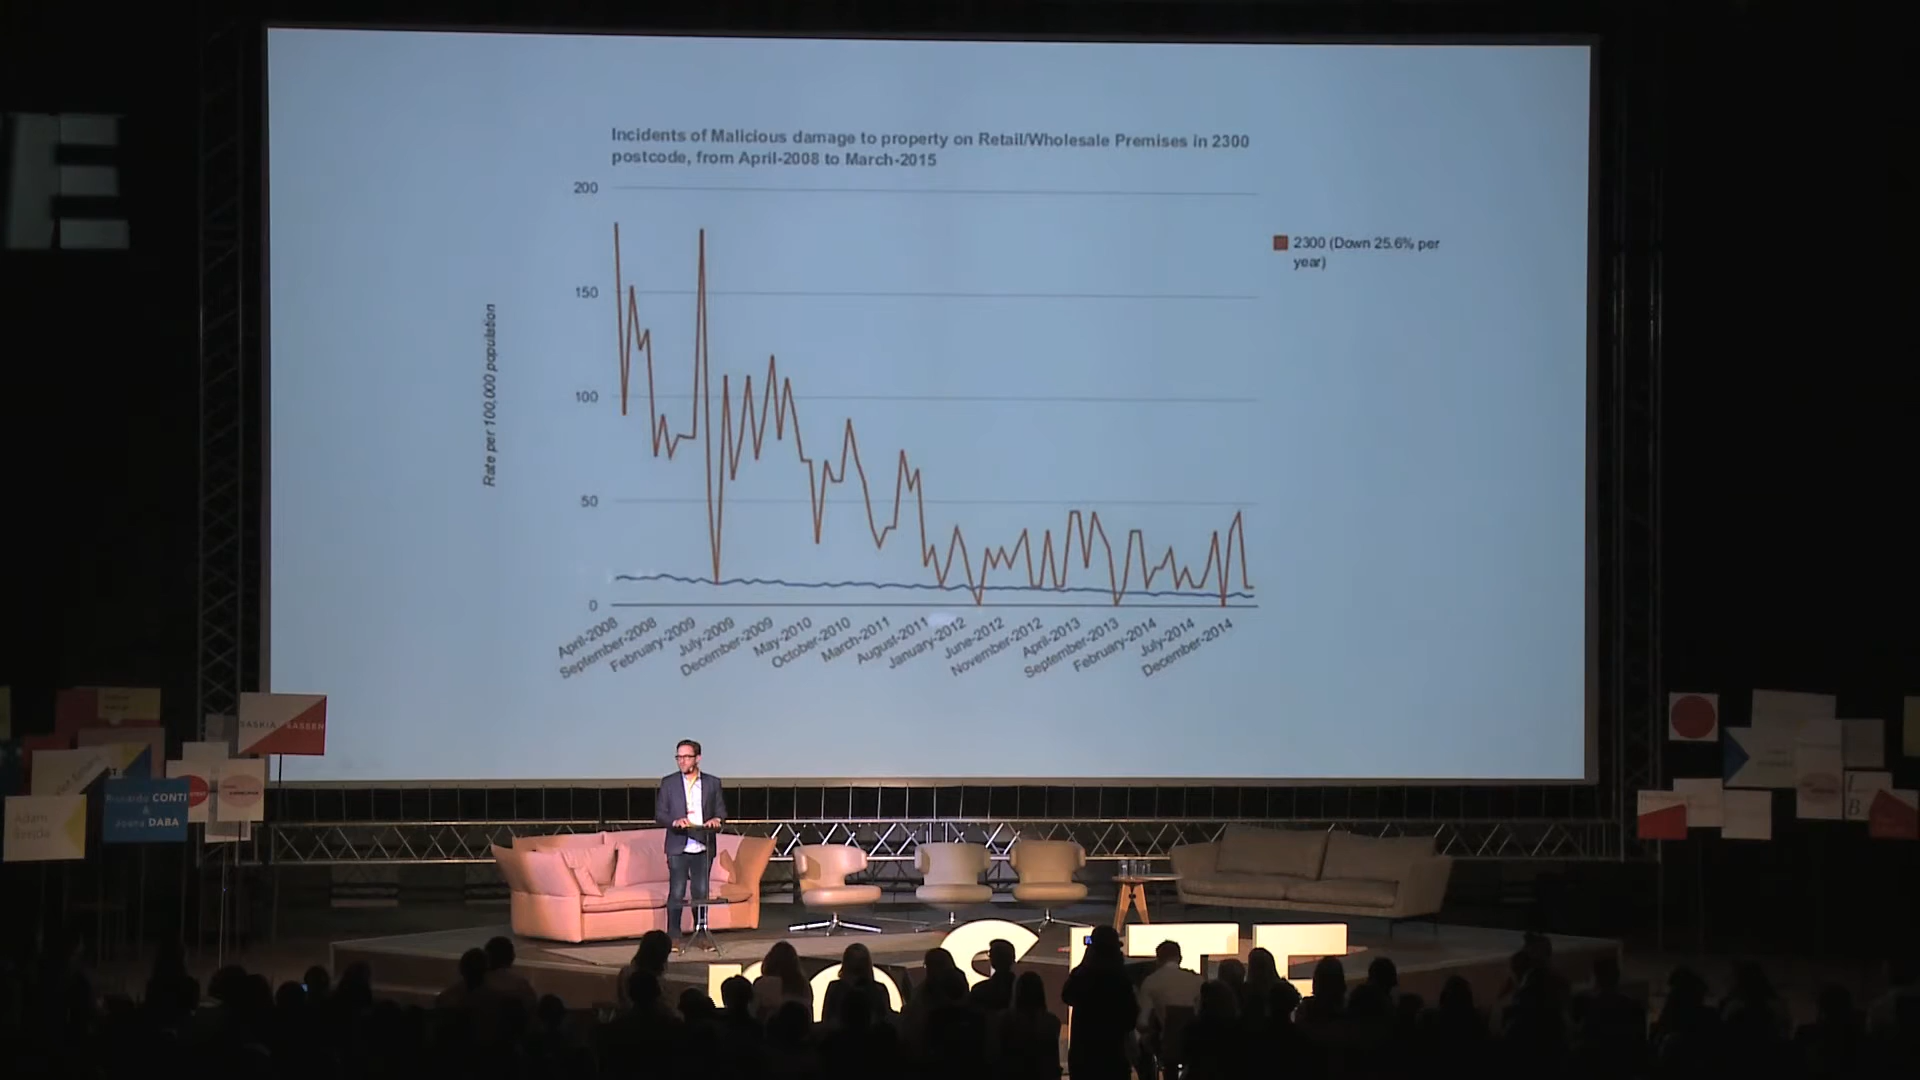 E
Incidents of Malicious damage to property on Retail/Wholesale Premises in 2300
postcode, from April-2008 to March-2015
200
150
100
50
0
Rate per 100,000 population
2300 (Down 25.6% per
year)
April-2008
September-2008
February-2009
July-2009
December-2009
May-2010
October-2010
March-2011
August-2011
January-2012
June-2012
November-2012
April-2013
September-2013
February-2014
July-2014
December-2014
SASKIA SASSEN
CONTI
&
DABA
Adam
SITE